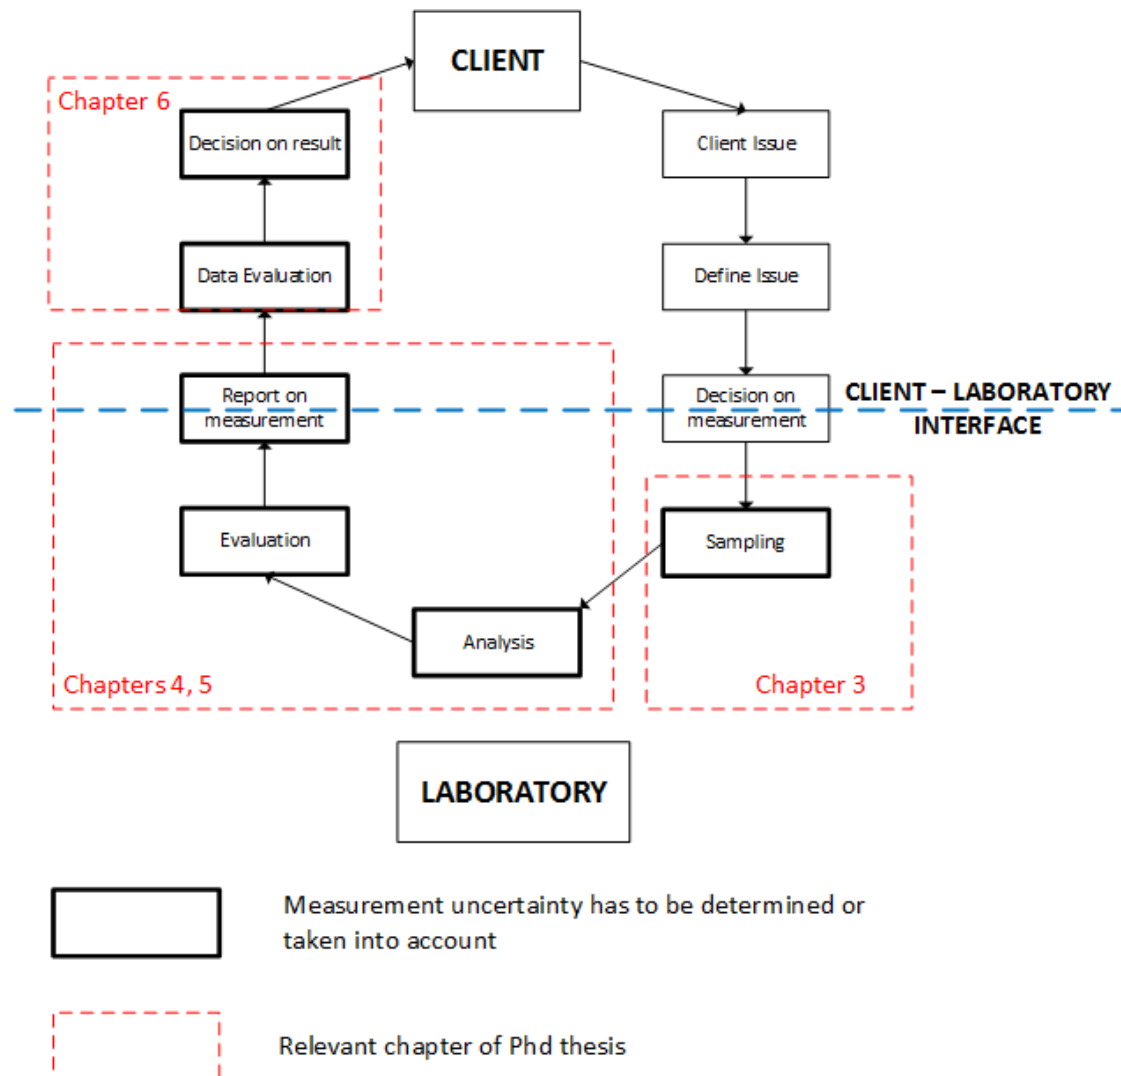 CLIENT
Chapter 6
Decision on result
Client Issue
Data Evaluation
Define Issue
Report on
measurement
Decision on
measurement
CLIENT – LABORATORY
INTERFACE
Evaluation
Sampling
Analysis
Chapters 4, 5
Chapter 3
LABORATORY
Measurement uncertainty has to be determined or
taken into account
Relevant chapter of Phd thesis